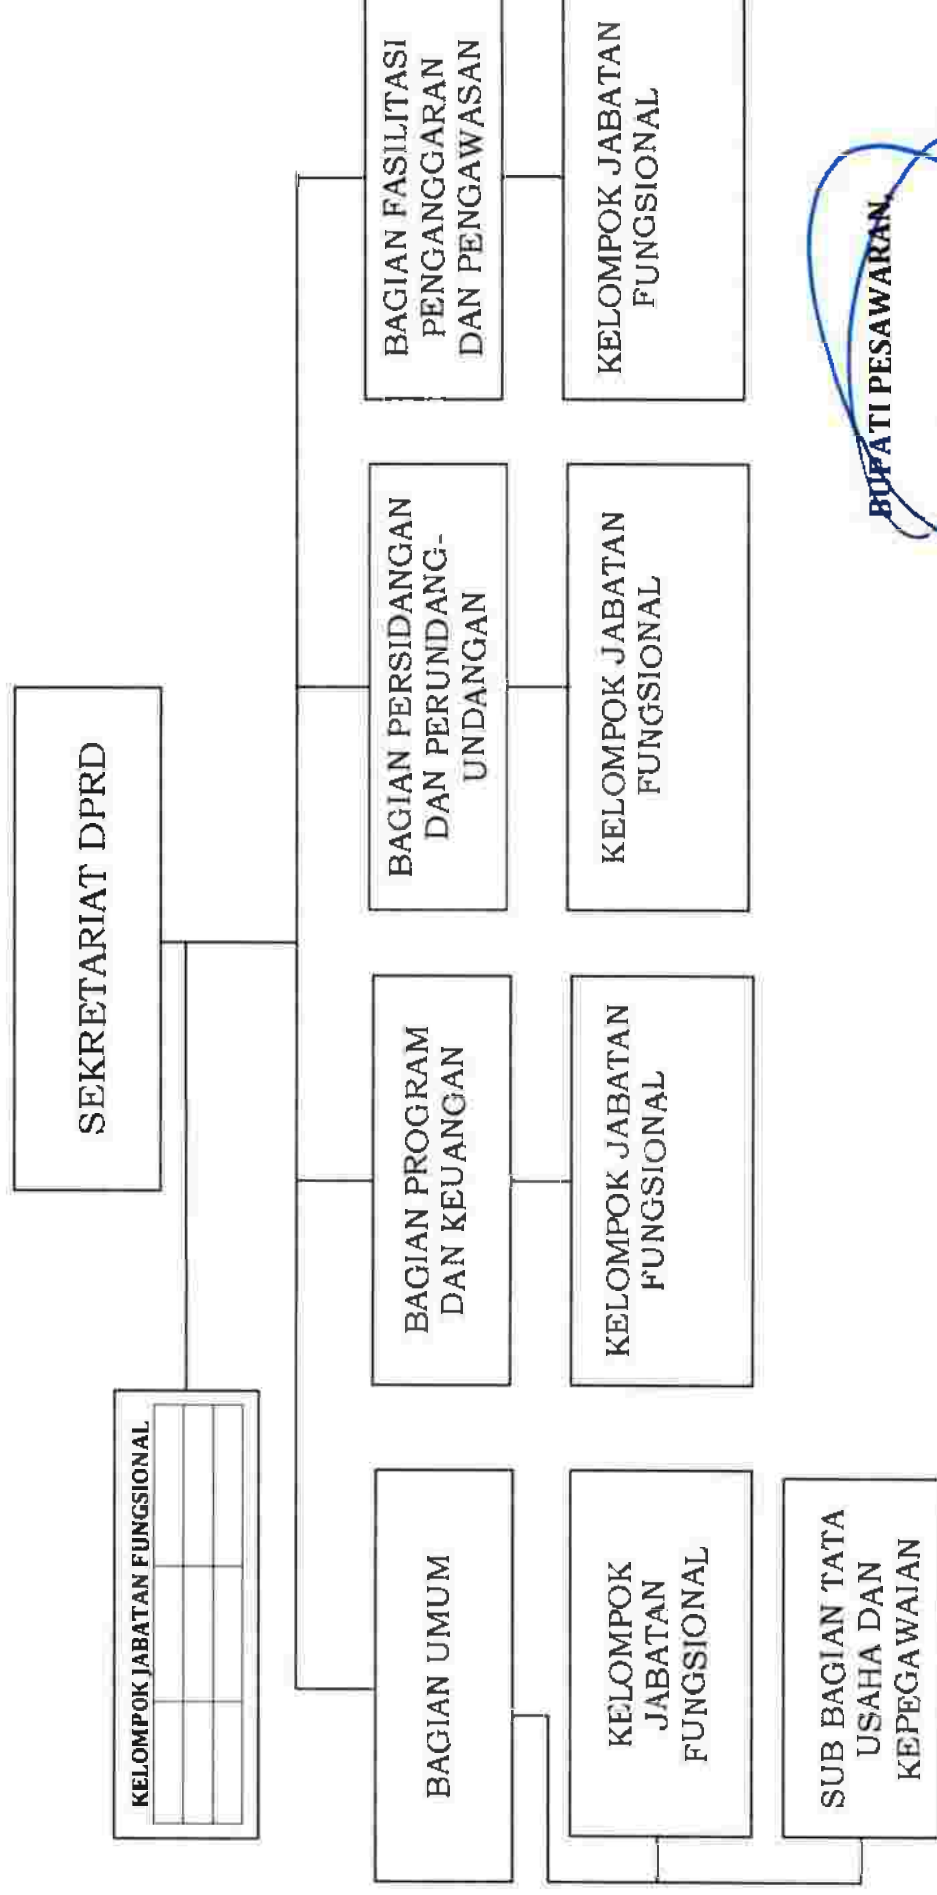 SEKRETARIAT DPRD
KELOMPOK JABATAN FUNGSIONAL
BAGIAN UMUM
BAGIAN PROGRAM
DAN KEUANGAN
BAGIAN PERSIDANGAN
DAN PERUNDANG-
UNDANGAN
BAGIAN FASILITASI
PENGANGGARAN
DAN PENGAWASAN
KELOMPOK
JABATAN
FUNGSIONAL
KELOMPOK JABATAN
FUNGSIONAL
KELOMPOK JABATAN
FUNGSIONAL
KELOMPOK JABATAN
FUNGSIONAL
SUB BAGIAN TATA
USAHA DAN
KEPEGAWAIAN
BUPATI PESAWARAN,